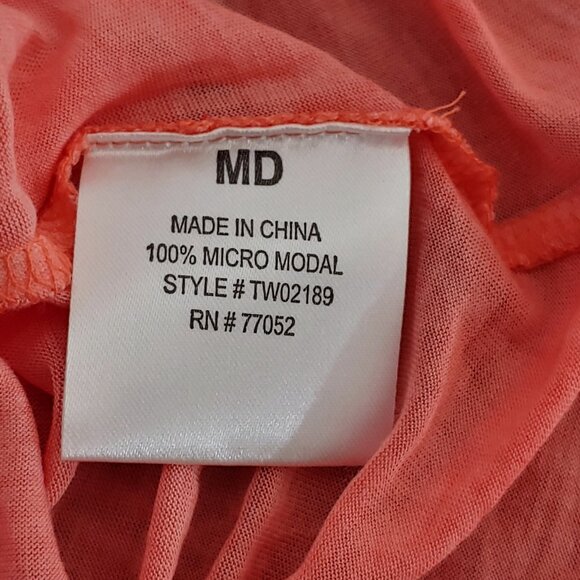 MD
MADE IN CHINA
100% MICRO MODAL
STYLE # TW02189
RN # 77052